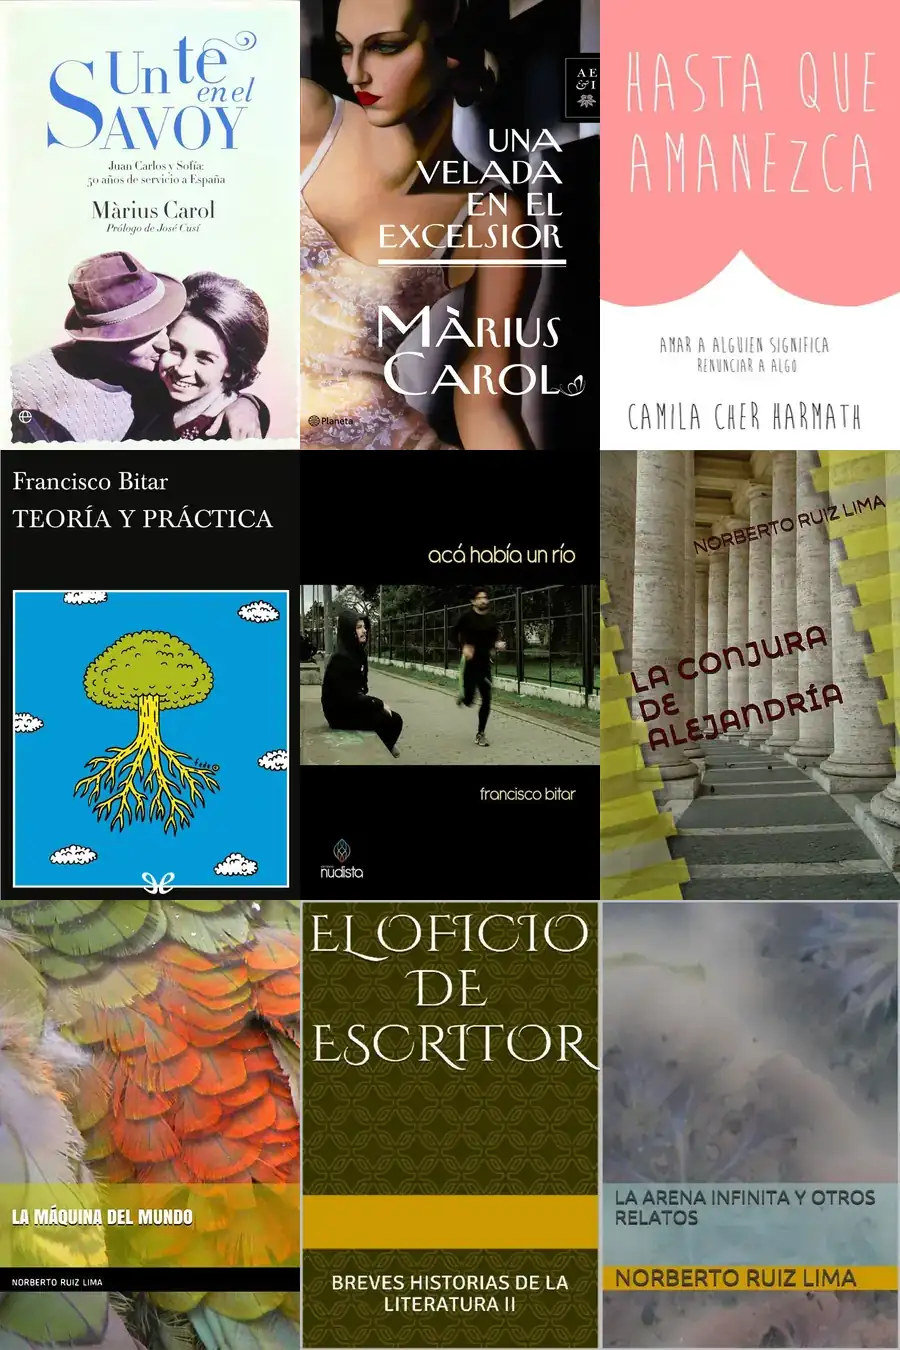 Un te
en el
SAVOY
Juan Carlos y Sofía:
50 años de servicio a España
Màrius Carol
Prólogo de José Cusí
AE
&I
UNA
VELADA
EN EL
EXCELSIOR
MÀRIUS
CAROL
Planeta
HASTA QUE
AMANEZCA
AMAR A ALGUIEN SIGNIFICA
RENUNCIAR A ALGO
CAMILA CHER HARMATH
Francisco Bitar
TEORÍA Y PRÁCTICA
acá había un río
francisco bitar
nudista
NORBERTO RUIZ LIMA
LA CONJURA
DE
ALEJANDRÍA
LA MÁQUINA DEL MUNDO
NORBERTO RUIZ LIMA
EL OFICIO
DE
ESCRITOR
BREVES HISTORIAS DE LA
LITERATURA II
LA ARENA INFINITA Y OTROS
RELATOS
NORBERTO RUIZ LIMA